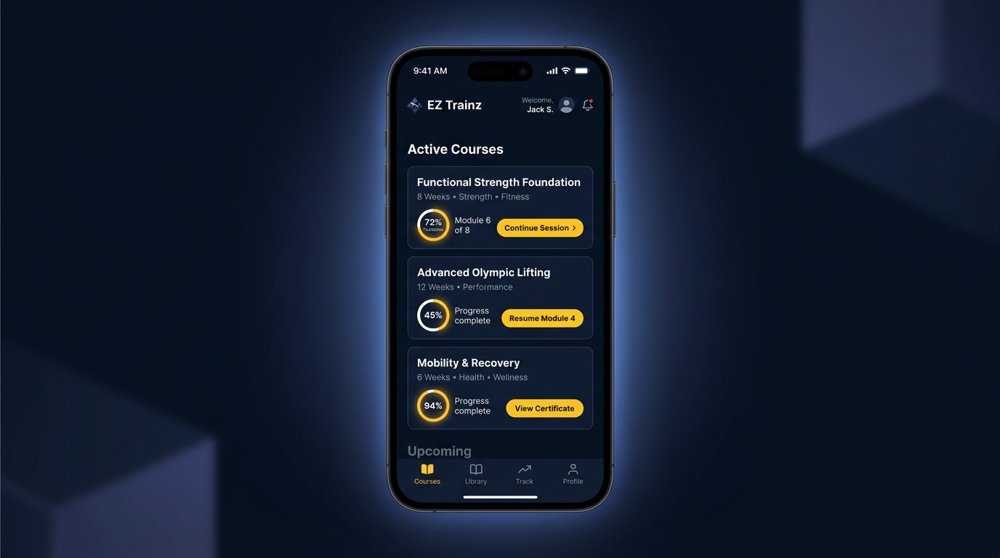 9:41 AM
EZ Trainz
Welcome,
Jack S.
Active Courses
Functional Strength Foundation
8 Weeks • Strength • FItness
72%
Module 6
of 8
Continue Session
Advanced Olympic Lifting
12 Weeks • Performance
45%
Progress
complete
Resume Module 4
Mobility & Recovery
6 Weeks • Health • Wellness
94%
Progress
complete
View Certificate
Upcoming
Courses
Library
Track
Profile